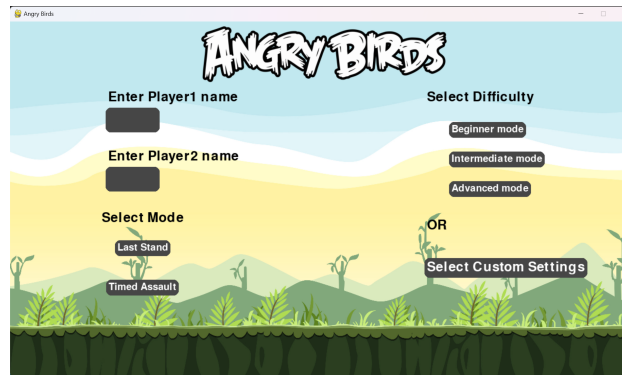 Angry Birds
ANGRY BIRDS
Enter Player1 name
Enter Player2 name
Select Mode
Last Stand
Timed Assault
Select Difficulty
Beginner mode
Intermediate mode
Advanced mode
OR
Select Custom Settings